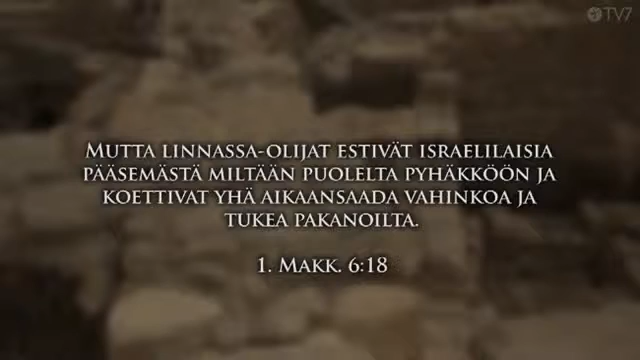 TV7
MUTTA LINNASSA-OLIJAT ESTIVÄT ISRAELILAISIA
PÄÄSEMÄSTÄ MILTÄÄN PUOLELTA PYHÄKKÖÖN JA
KOETTIVAT YHÄ AIKAANSAADA VAHINKOA JA
TUKEA PAKANOILTA.
1. MAKK. 6:18